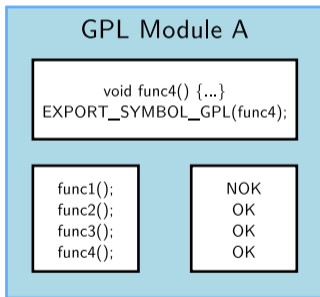 GPL Module A
void func4() {...}
EXPORT_SYMBOL_GPL(func4);
func1();
func2();
func3();
func4();
NOK
OK
OK
OK